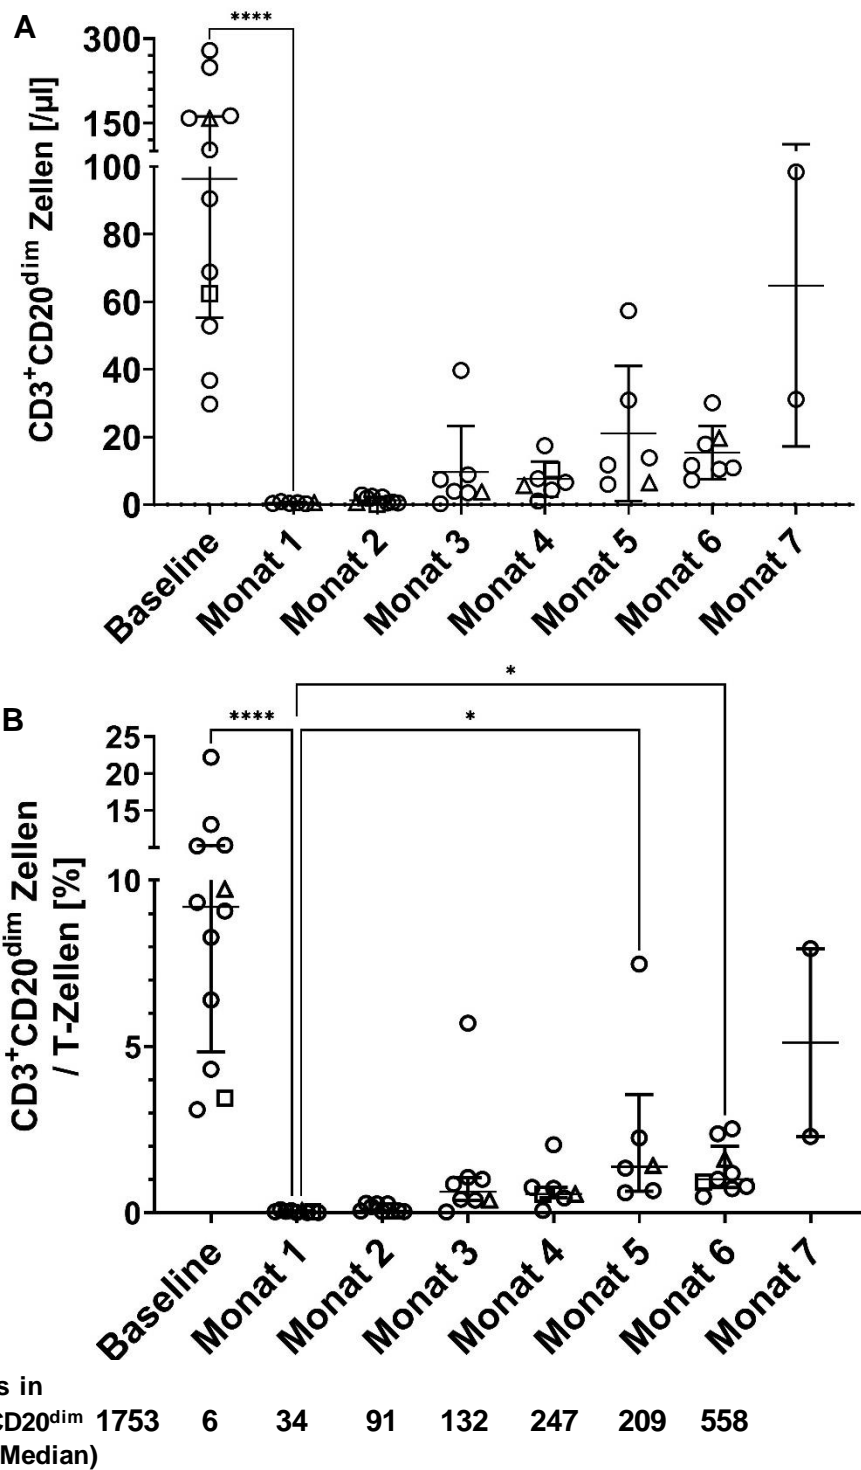 A
****
300
150
100
80
60
40
20
0
CD3⁺CD20ᵈⁱᵐ Zellen [/µl]
Baseline
Monat 1
Monat 2
Monat 3
Monat 4
Monat 5
Monat 6
Monat 7
B
*
****
*
25
20
15
10
5
0
CD3⁺CD20ᵈⁱᵐ Zellen
/ T-Zellen [%]
Baseline
Monat 1
Monat 2
Monat 3
Monat 4
Monat 5
Monat 6
Monat 7
s in
CD20ᵈⁱᵐ 1753 6 34 91 132 247 209 558
(Median)